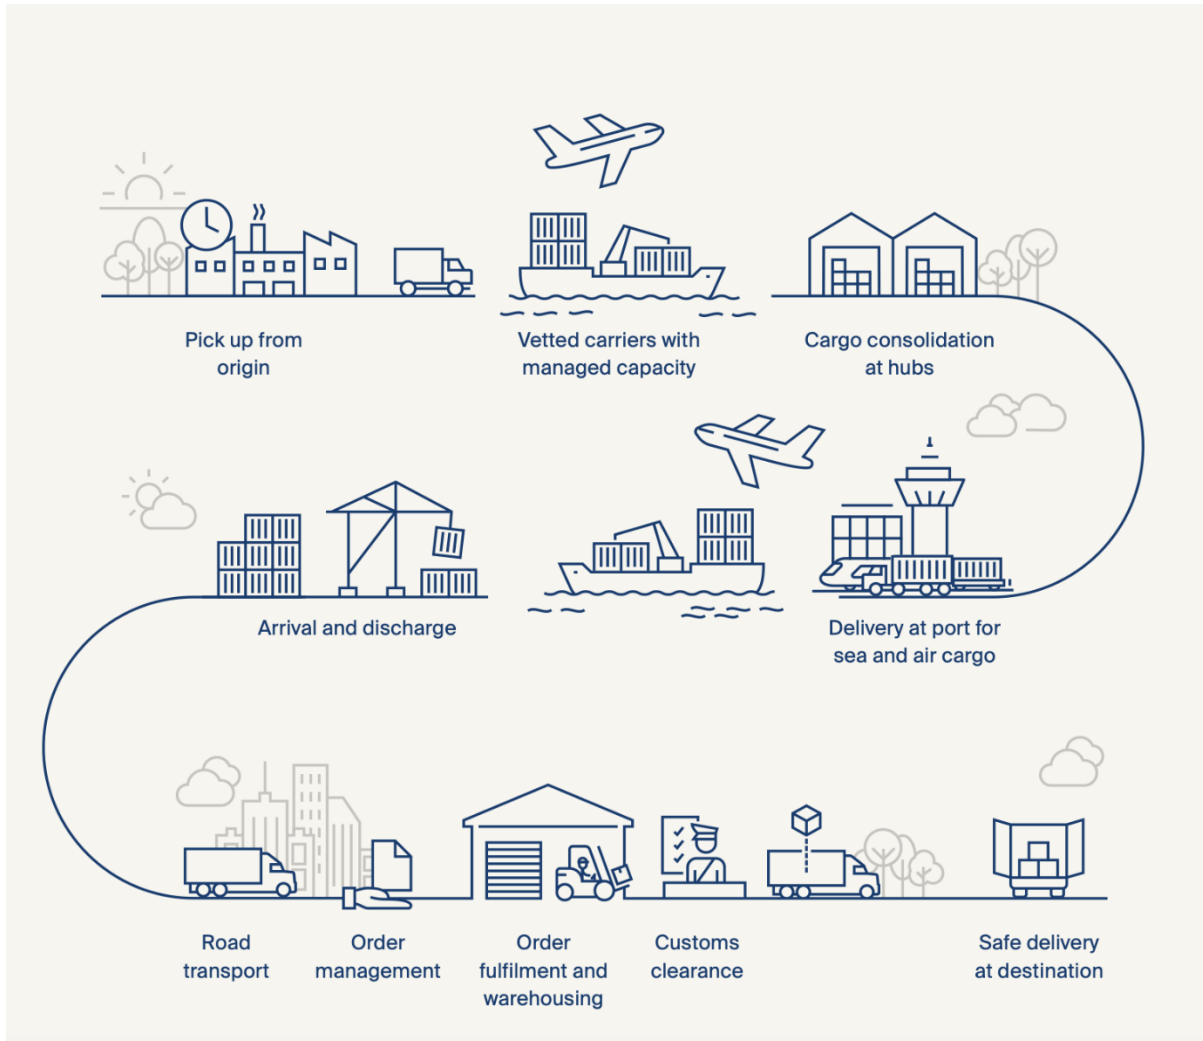 Pick up from
origin
Vetted carriers with
managed capacity
Cargo consolidation
at hubs
Arrival and discharge
Delivery at port for
sea and air cargo
Road
transport
Order
management
Order
fulfilment and
warehousing
Customs
clearance
Safe delivery
at destination